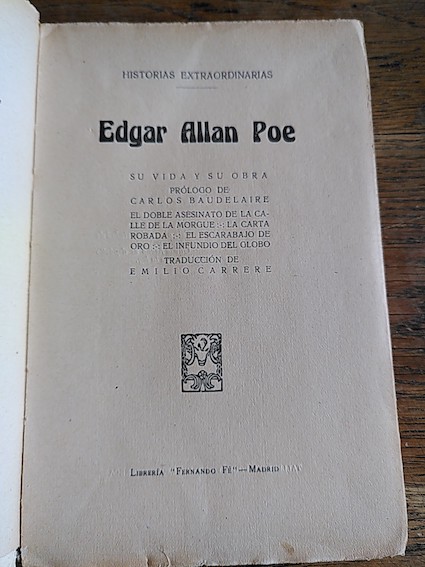 HISTORIAS EXTRAORDINARIAS
Edgar Allan Poe
SU VIDA Y SU OBRA
PRÓLOGO DE
CARLOS BAUDELAIRE
EL DOBLE ASESINATO DE LA CA-
LLE DE LA MORGUE :-: LA CARTA
ROBADA :-: EL ESCARABAJO DE
ORO :-: EL INFUNDIO DEL GLOBO
TRADUCCIÓN DE
EMILIO CARRERE
LIBRERÍA "FERNANDO FÉ"—MADRID